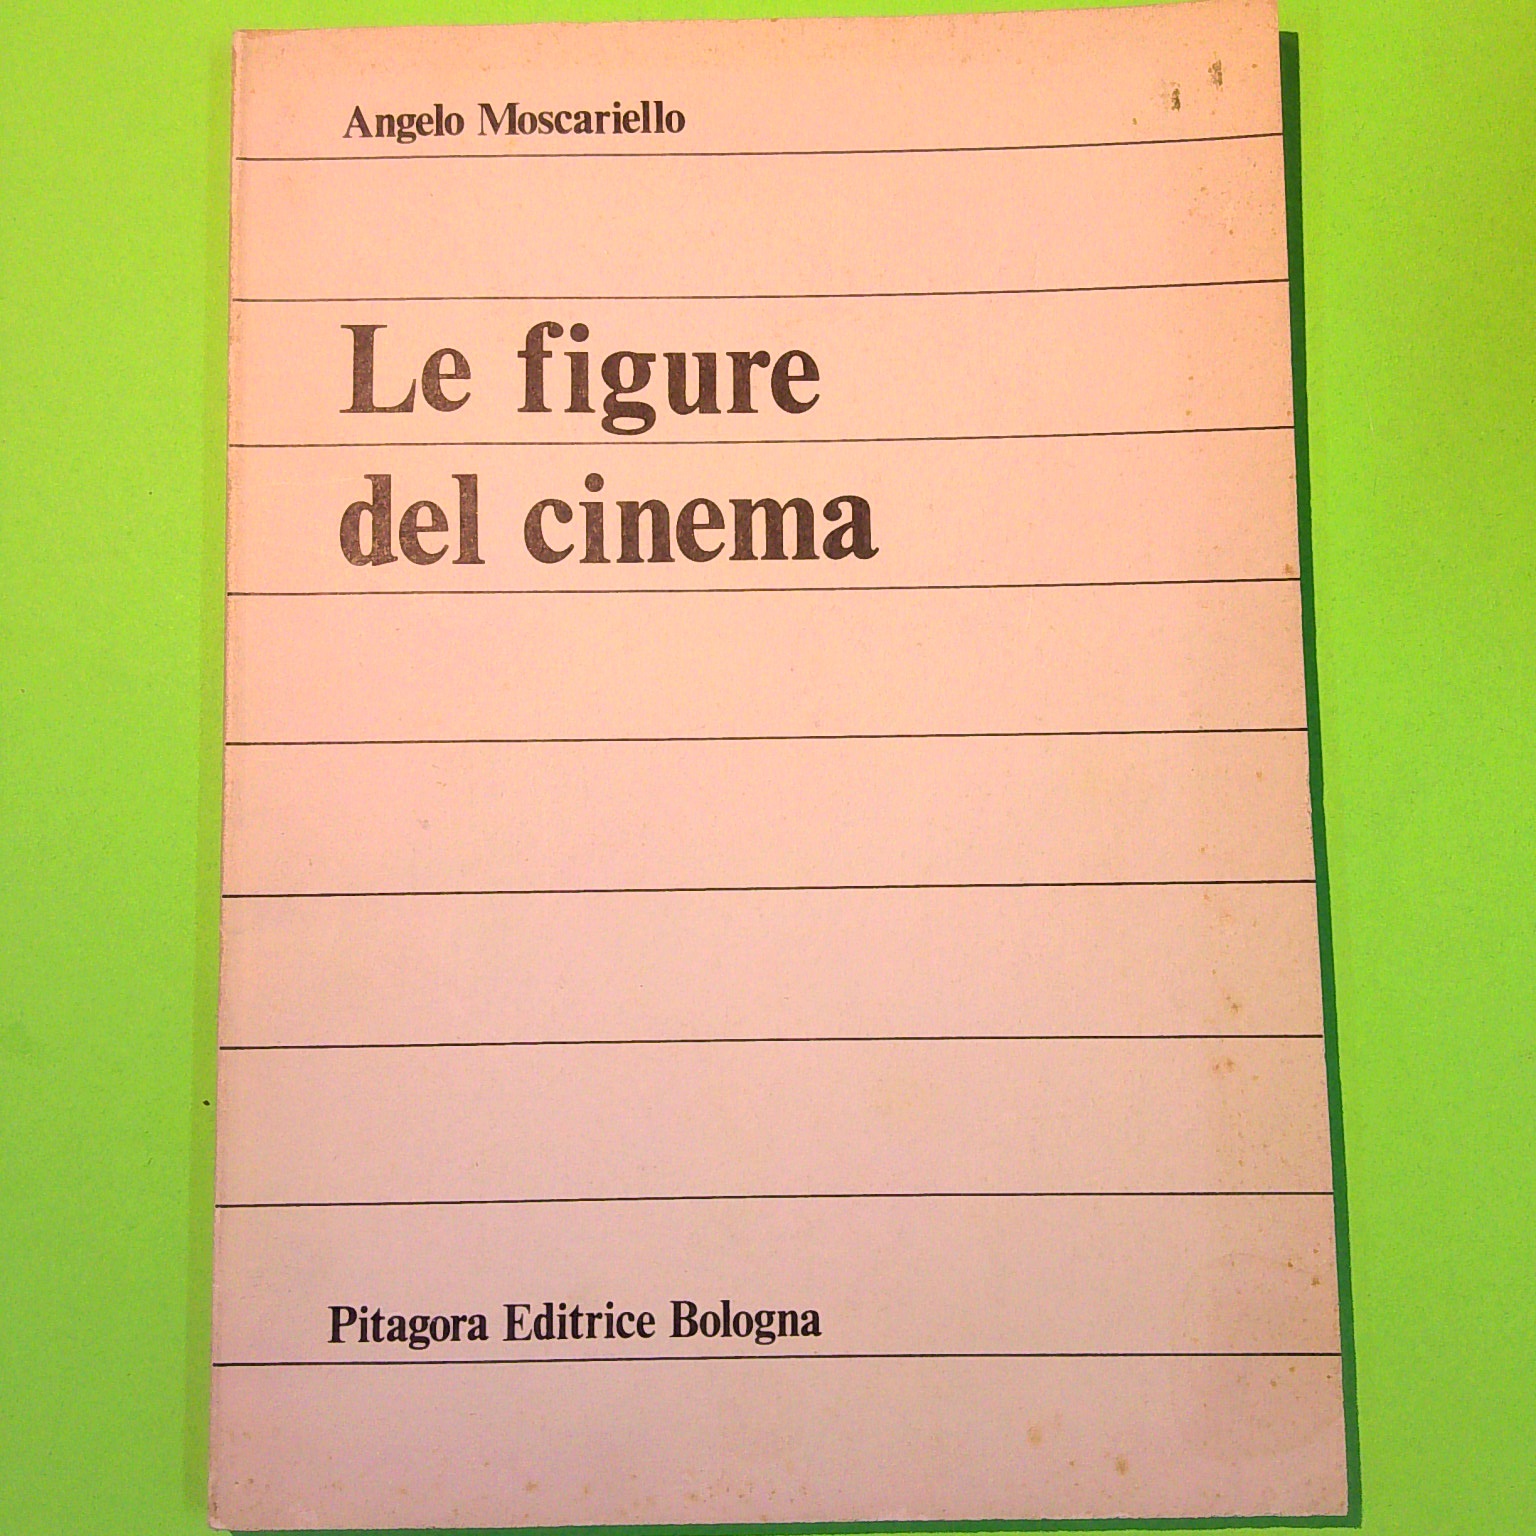 Angelo Moscariello
Le figure
del cinema
Pitagora Editrice Bologna